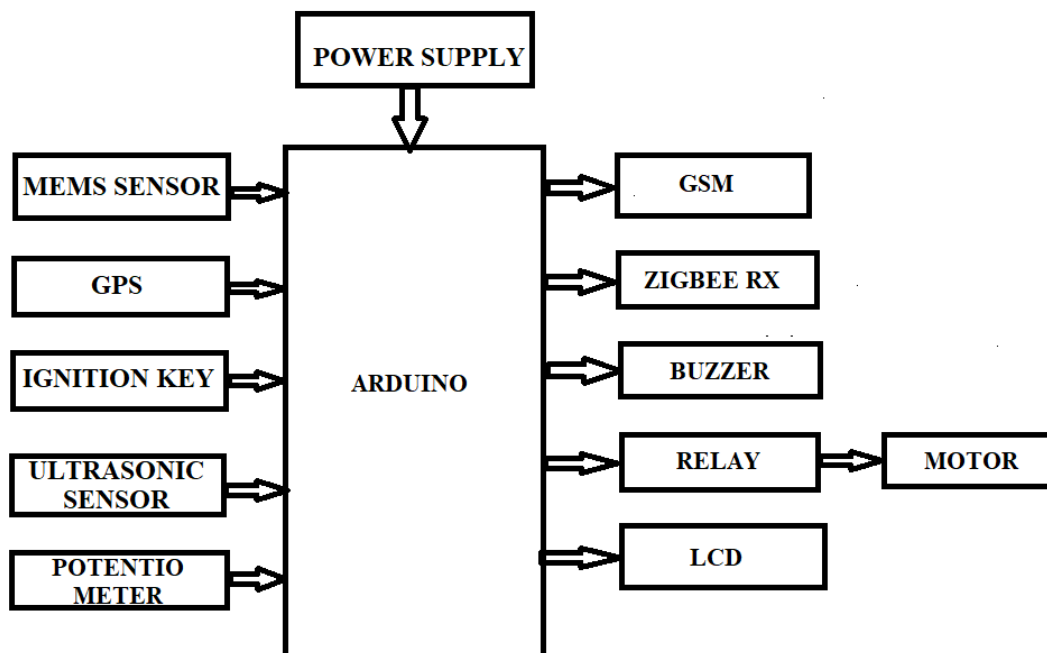 POWER SUPPLY
MEMS SENSOR
GPS
IGNITION KEY
ULTRASONIC
SENSOR
POTENTIO
METER
ARDUINO
GSM
ZIGBEE RX
BUZZER
RELAY
MOTOR
LCD